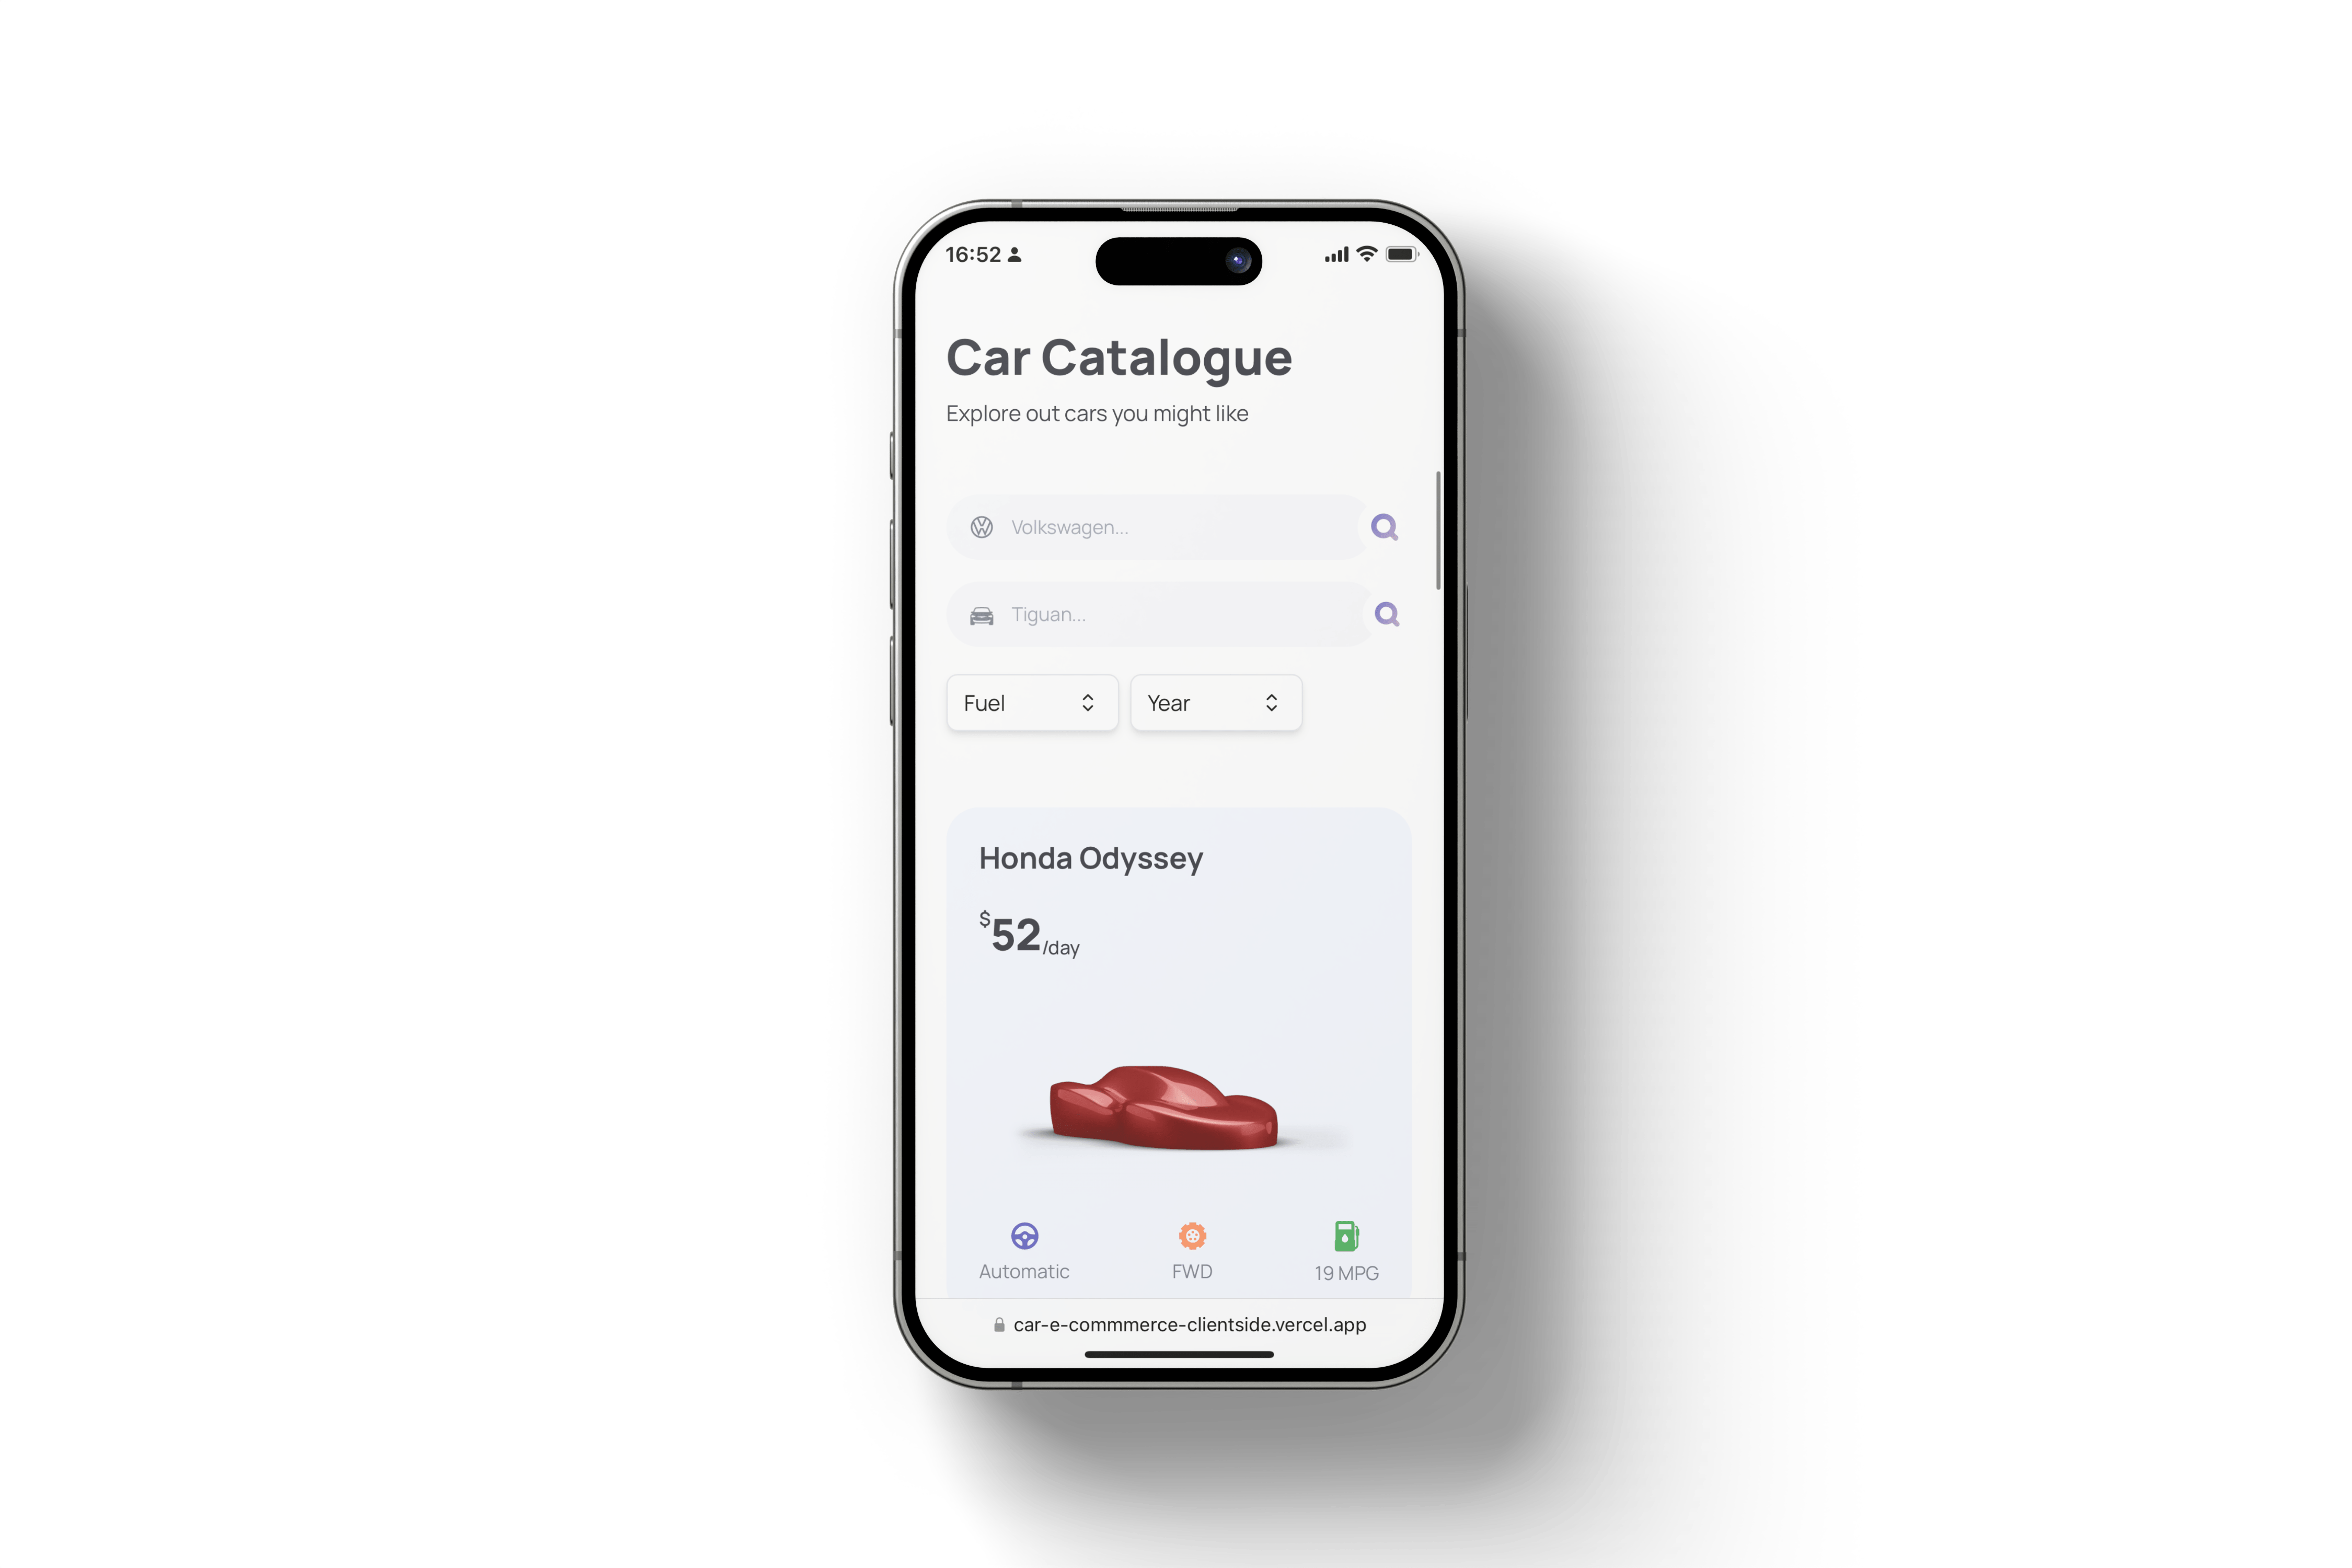 16:52
Car Catalogue
Explore out cars you might like
Volkswagen...
Tiguan...
Fuel
Year
Honda Odyssey
$52/day
Automatic
FWD
19 MPG
car-e-commmerce-clientside.vercel.app